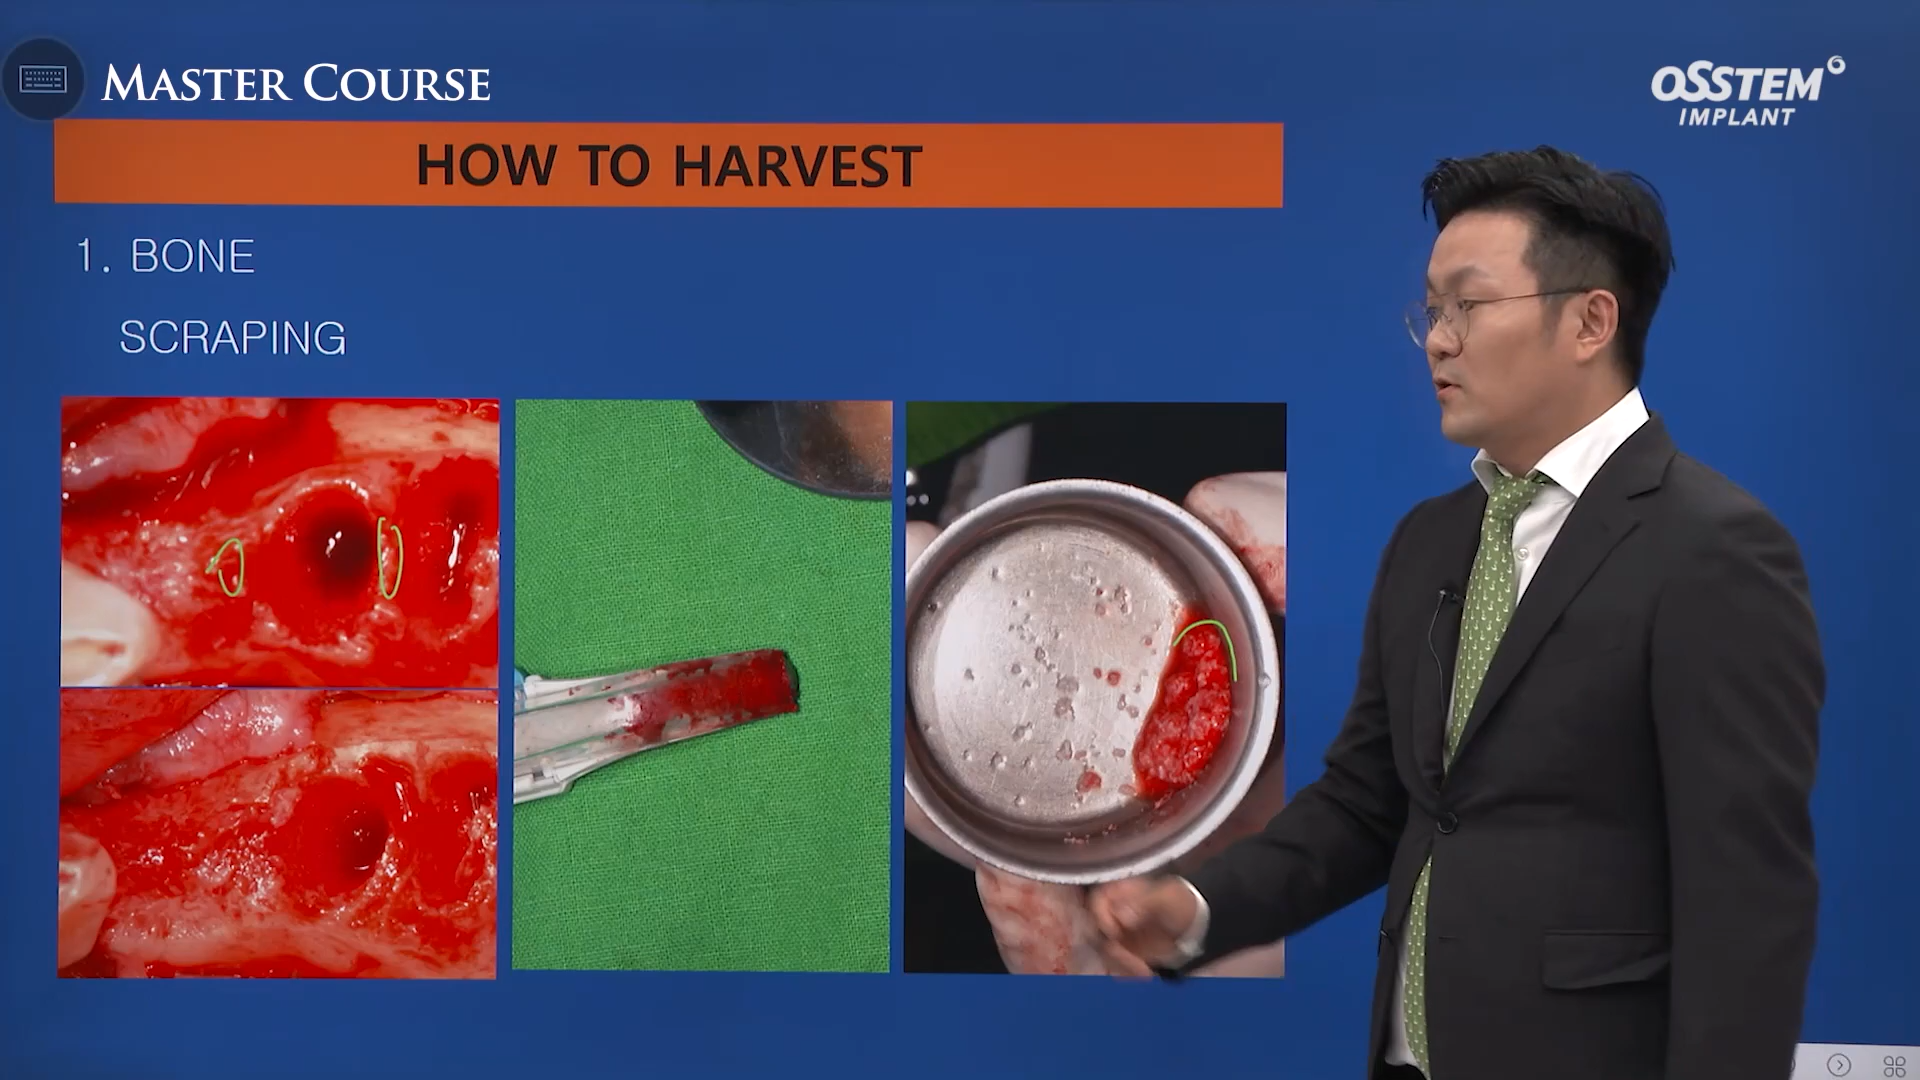 MASTER COURSE
OSSTEM
IMPLANT
HOW TO HARVEST
1. BONE
SCRAPING